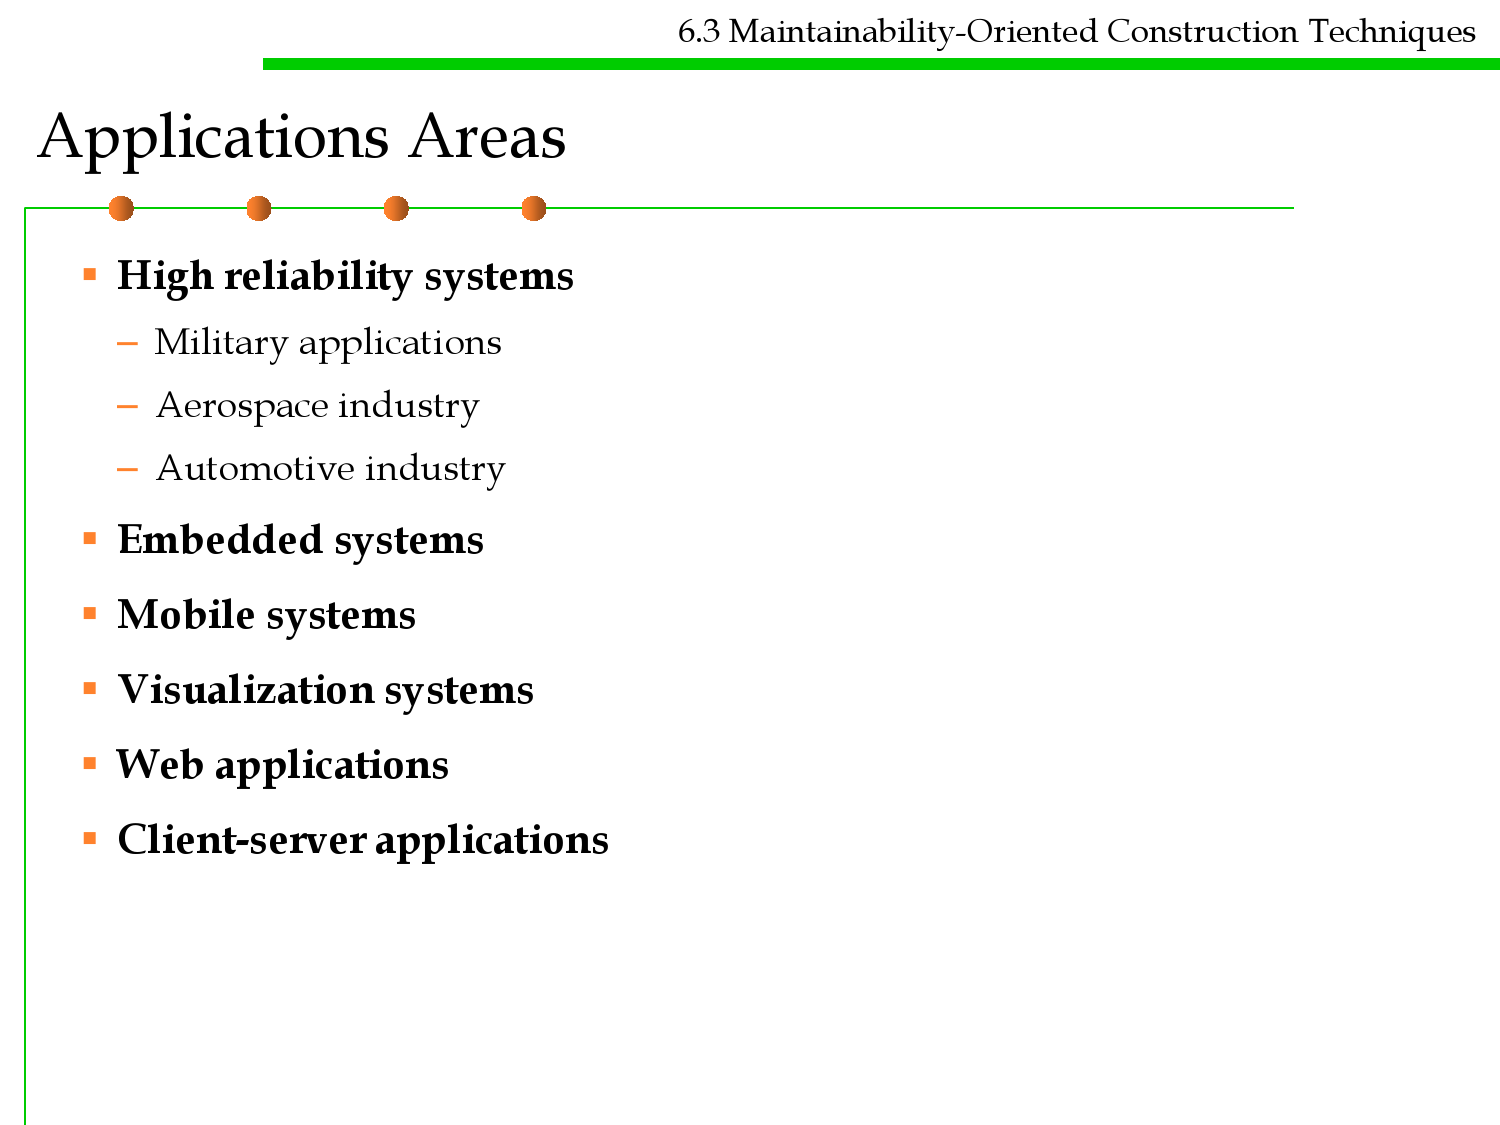 6.3 Maintainability-Oriented Construction Techniques
Applications Areas
▪ High reliability systems
– Military applications
– Aerospace industry
– Automotive industry
▪ Embedded systems
▪ Mobile systems
▪ Visualization systems
▪ Web applications
▪ Client-server applications